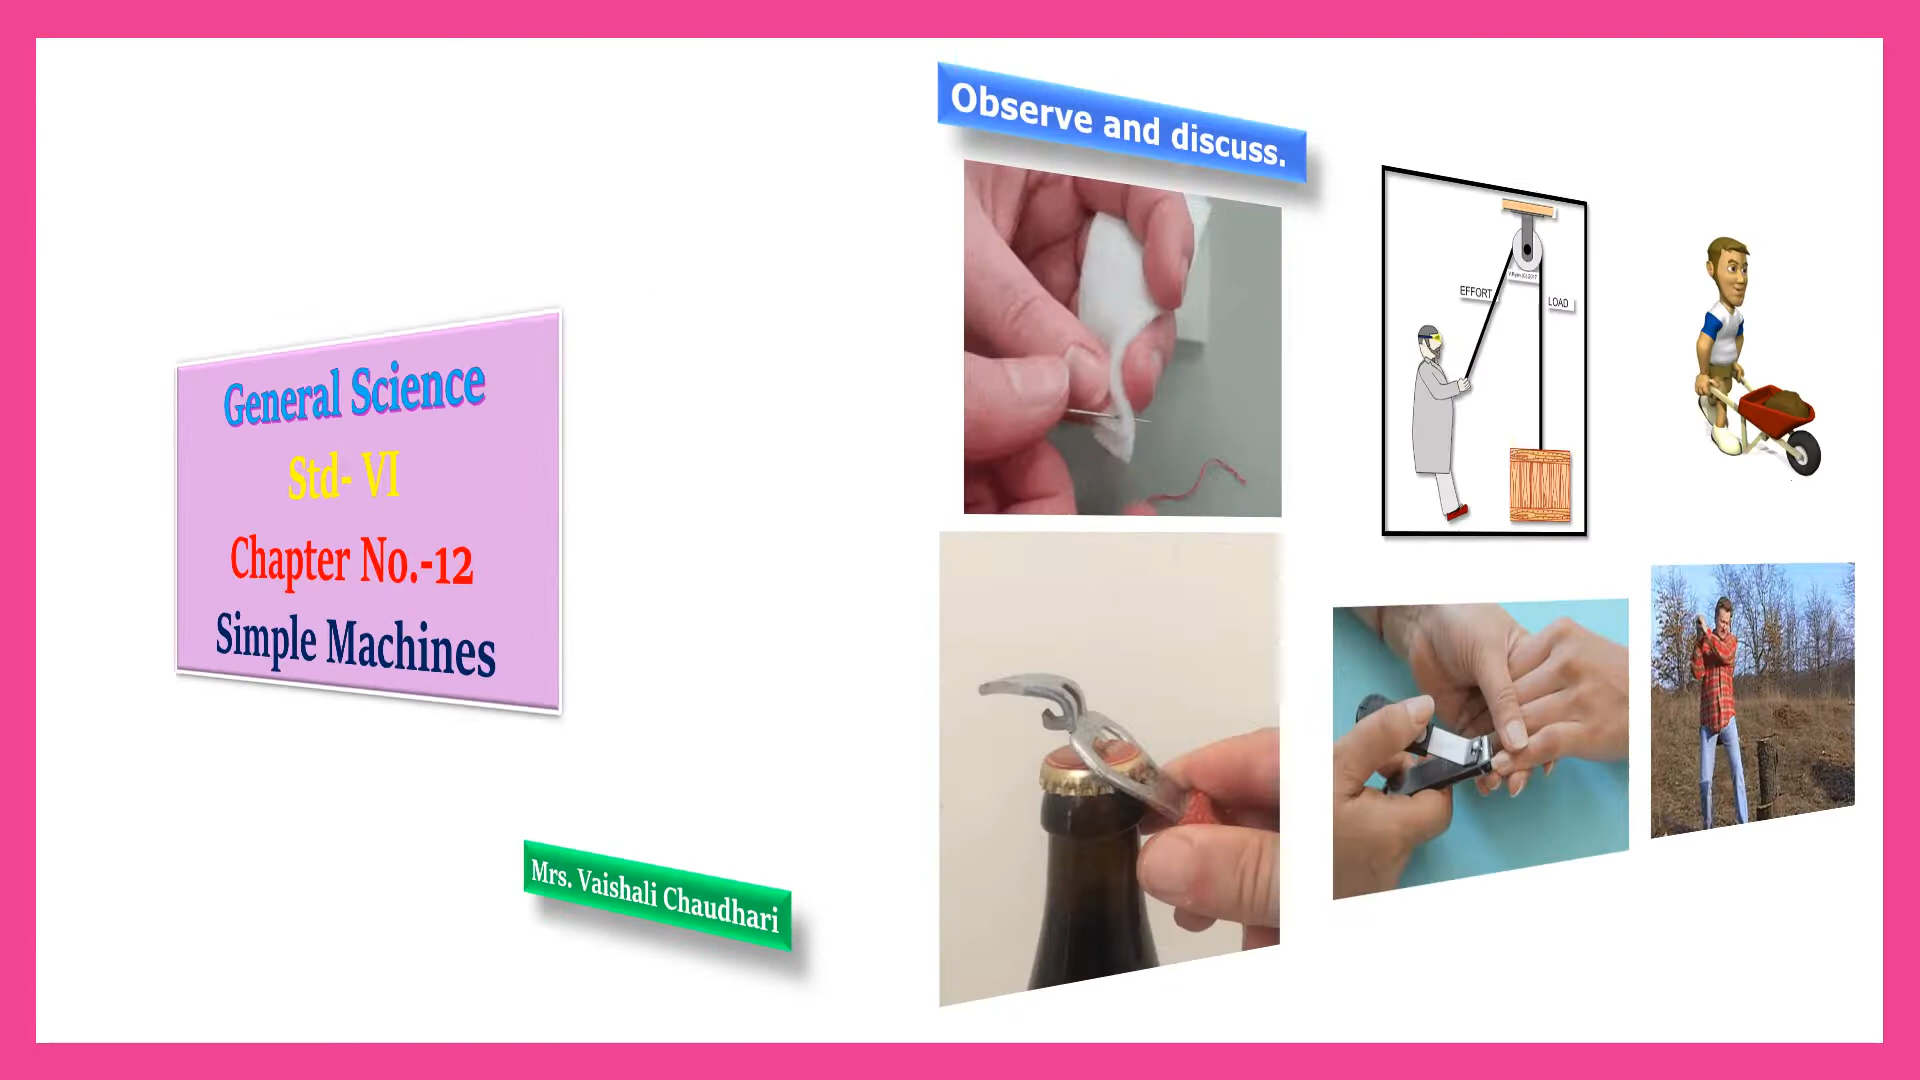 General Science
Std- VI
Chapter No.-12
Simple Machines
Mrs. Vaishali Chaudhari
Observe and discuss.
EFFORT
LOAD